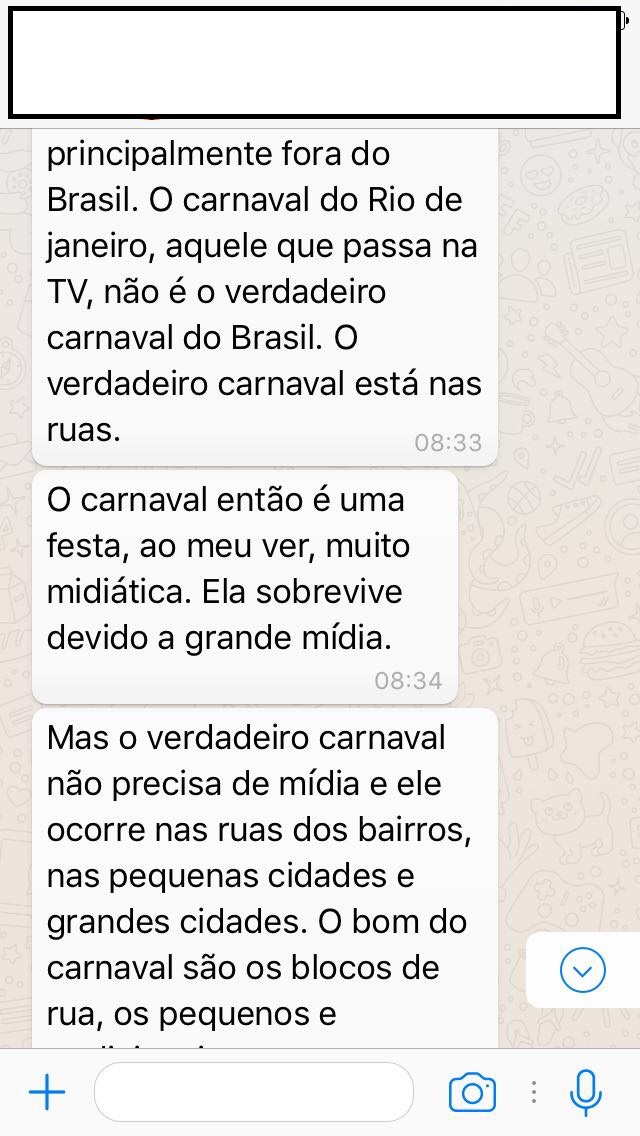 principalmente fora do
Brasil. O carnaval do Rio de
janeiro, aquele que passa na
TV, não é o verdadeiro
carnaval do Brasil. O
verdadeiro carnaval está nas
ruas.
08:33
O carnaval então é uma
festa, ao meu ver, muito
midiática. Ela sobrevive
devido a grande mídia.
08:34
Mas o verdadeiro carnaval
não precisa de mídia e ele
ocorre nas ruas dos bairros,
nas pequenas cidades e
grandes cidades. O bom do
carnaval são os blocos de
rua, os pequenos e